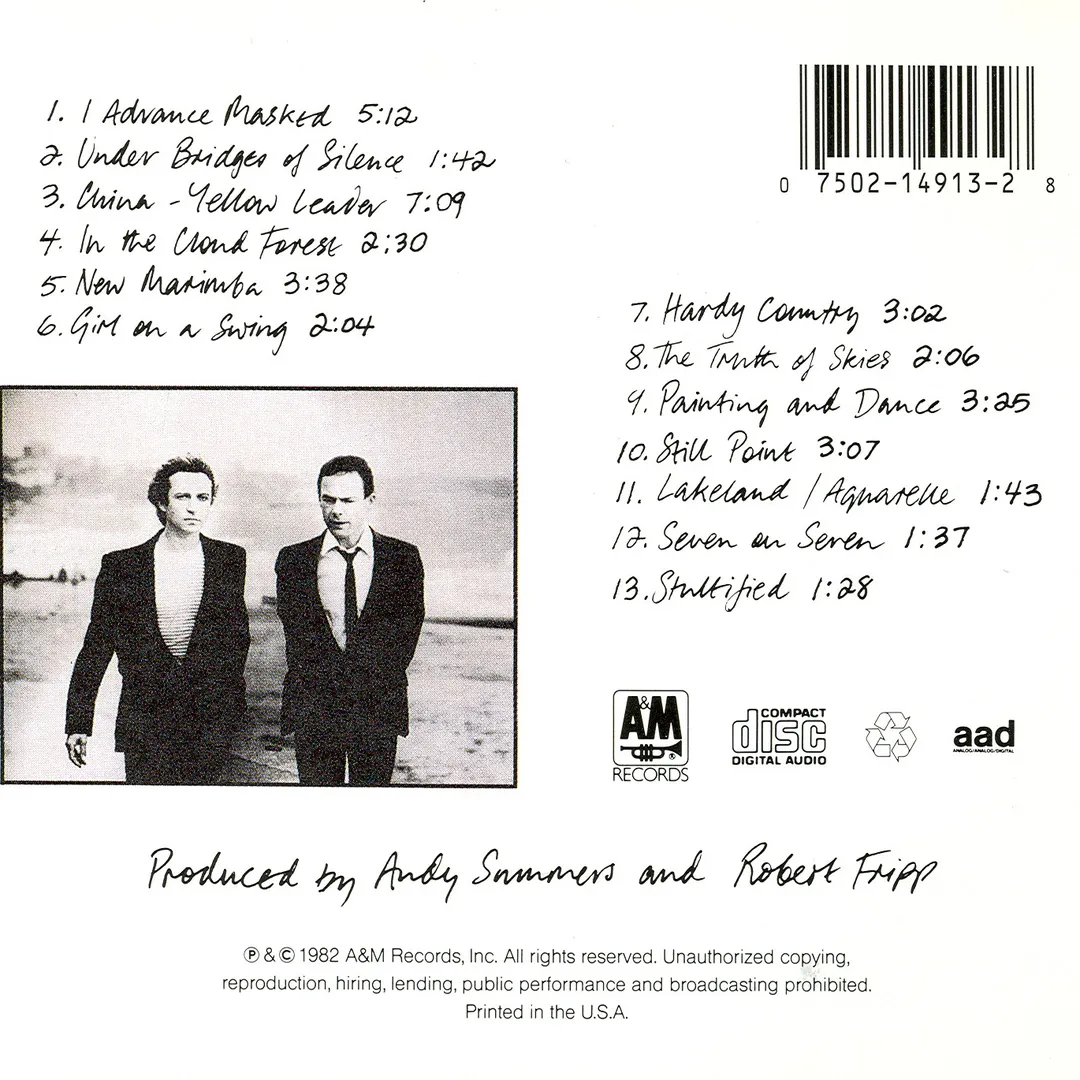 1. I Advance Masked 5:12
2. Under Bridges of Silence 1:42
3. China - Yellow Leader 7:09
4. In the Cloud Forest 2:30
5. New Marimba 3:38
6. Girl on a Swing 2:04
0 7502-14913-2 8
7. Hardy Country 3:02
8. The Truth of Skies 2:06
9. Painting and Dance 3:25
10. Still Point 3:07
11. Lakeland / Aquarelle 1:43
12. Seven on Seven 1:37
13. Stultified 1:28
A&M
®
RECORDS
COMPACT
disc
DIGITAL AUDIO
aad
ANALOG/ANALOG/DIGITAL
Produced by Andy Summers and Robert Fripp
℗ & © 1982 A&M Records, Inc. All rights reserved. Unauthorized copying,
reproduction, hiring, lending, public performance and broadcasting prohibited.
Printed in the U.S.A.